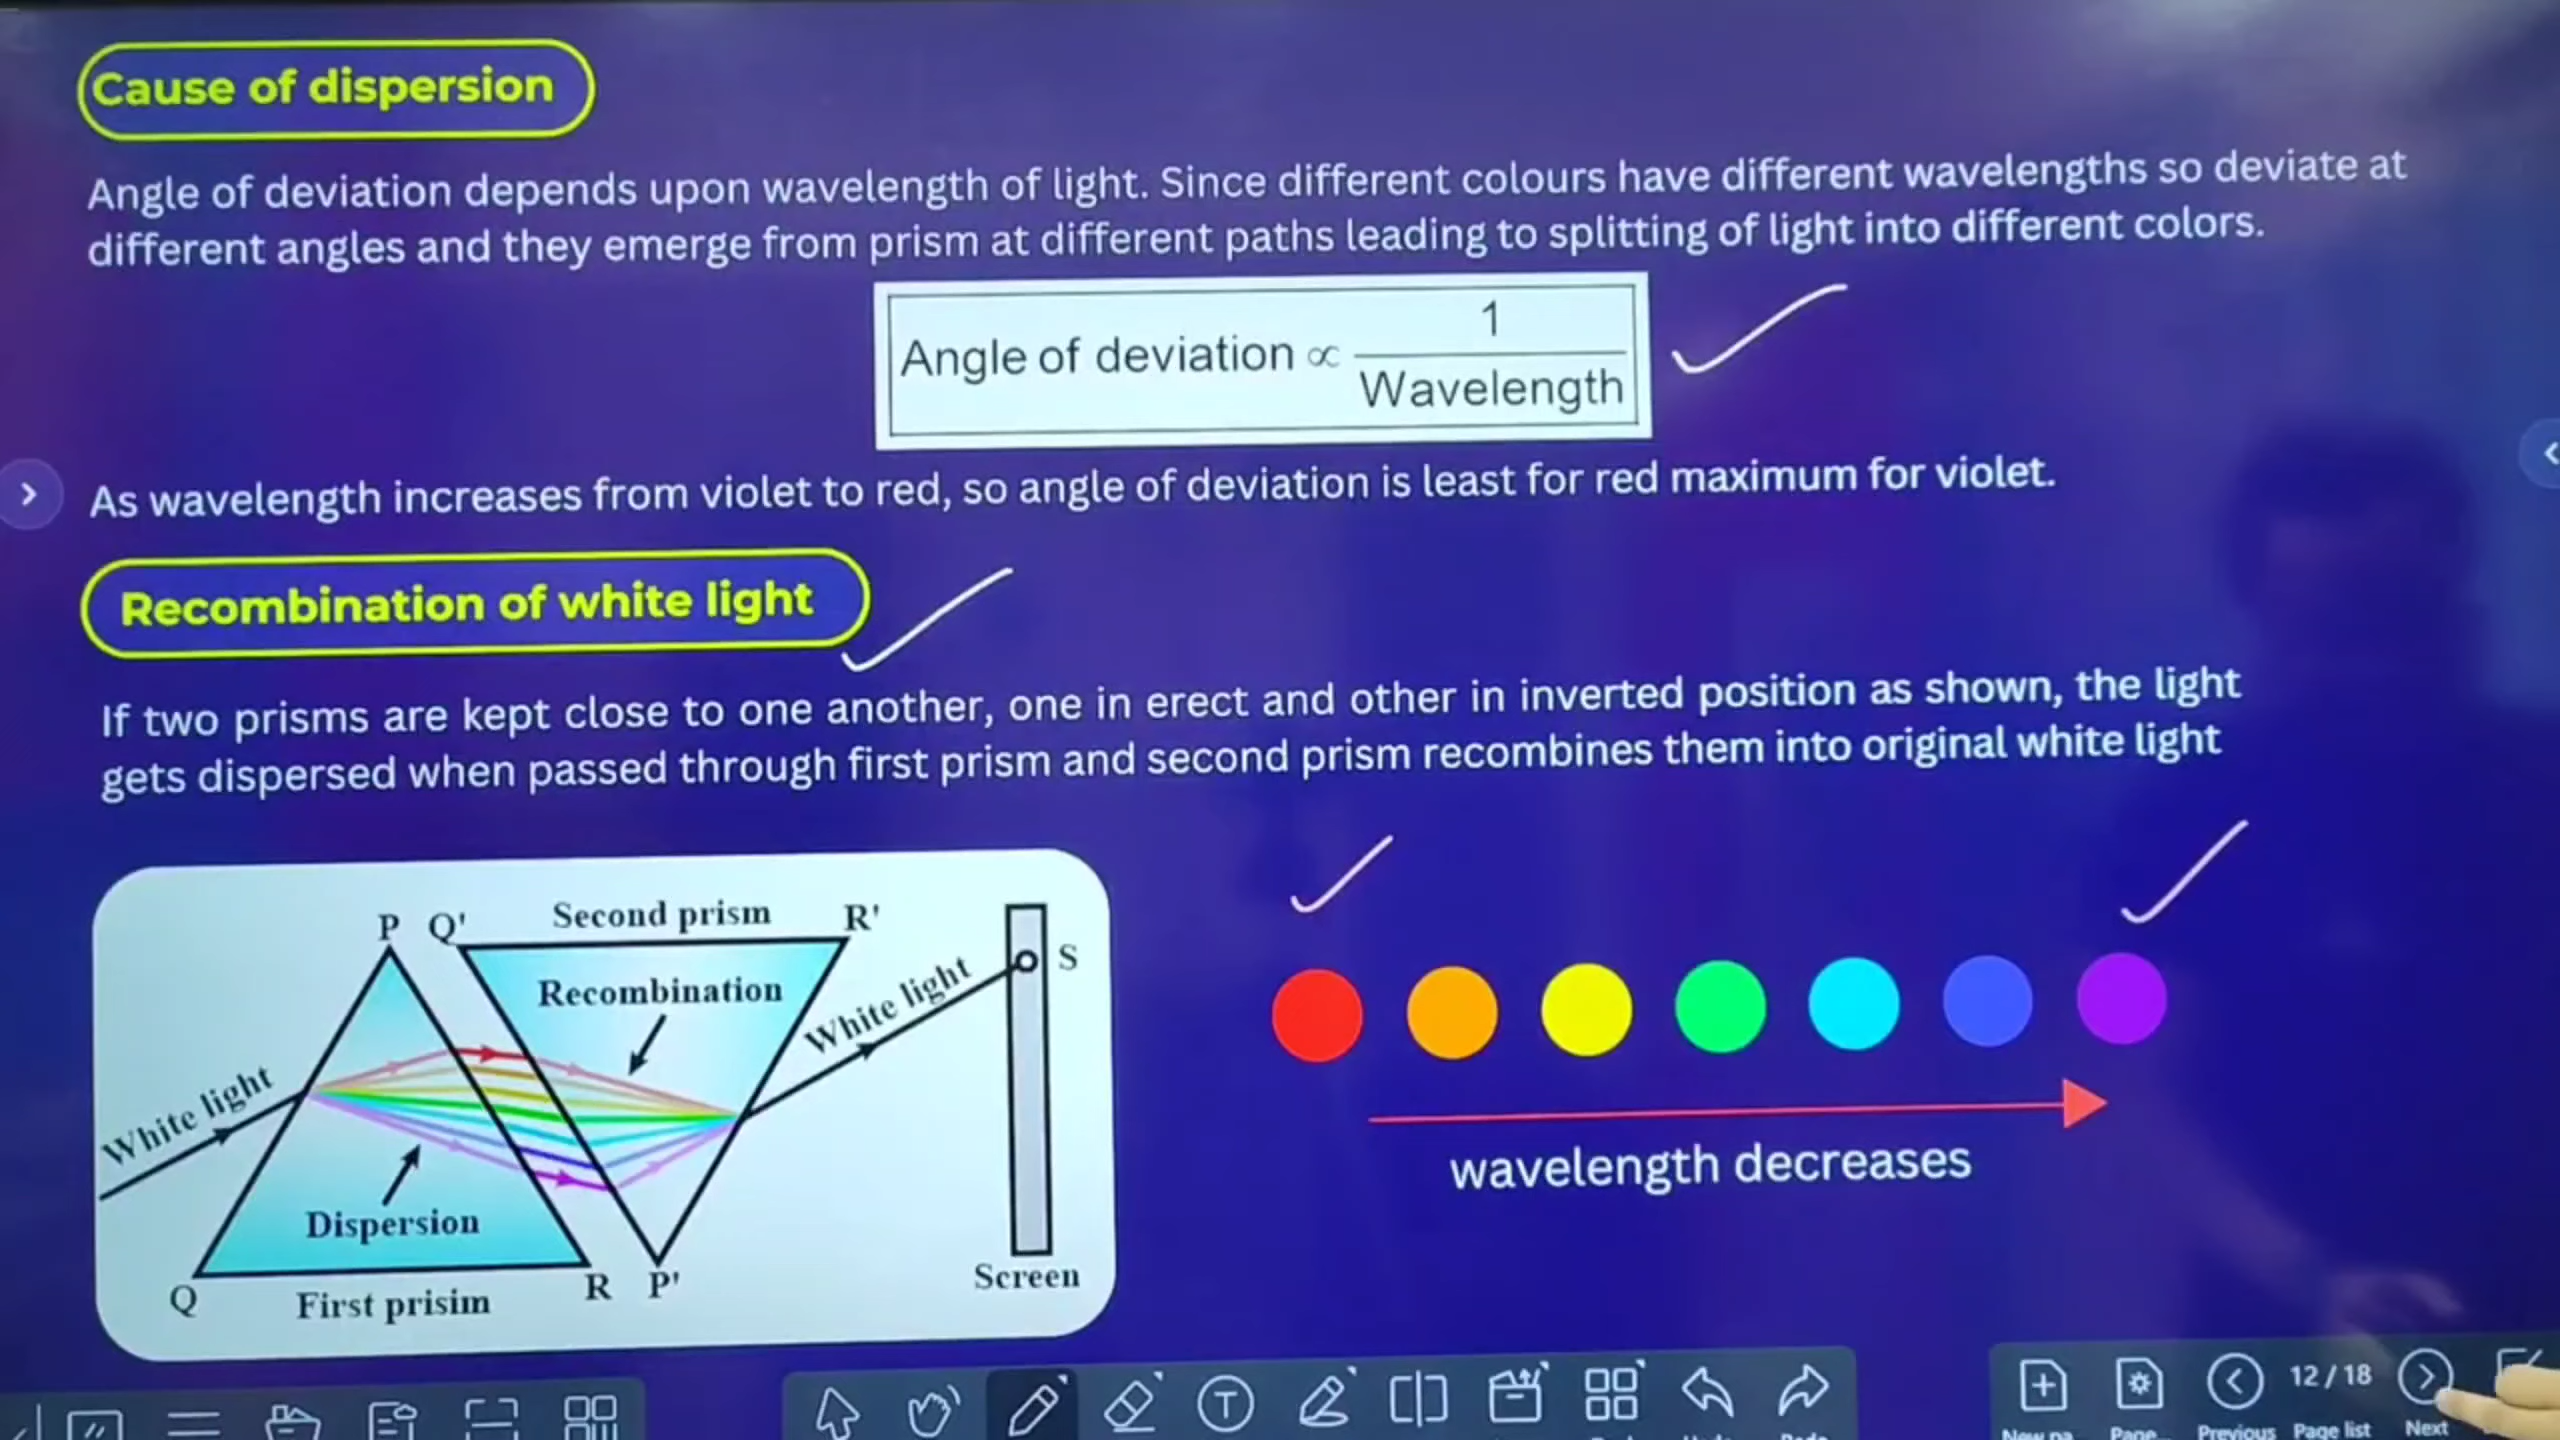 Cause of dispersion
Angle of deviation depends upon wavelength of light. Since different colours have different wavelengths so deviate at
different angles and they emerge from prism at different paths leading to splitting of light into different colors.
Angle of deviation ∝ 1
Wavelength
As wavelength increases from violet to red, so angle of deviation is least for red maximum for violet.
Recombination of white light
If two prisms are kept close to one another, one in erect and other in inverted position as shown, the light
gets dispersed when passed through first prism and second prism recombines them into original white light
P Q' Second prism R'
Recombination
White light
S
White light
Dispersion
Q First prisim R P'
Screen
wavelength decreases
12/18
Previous Page list Next